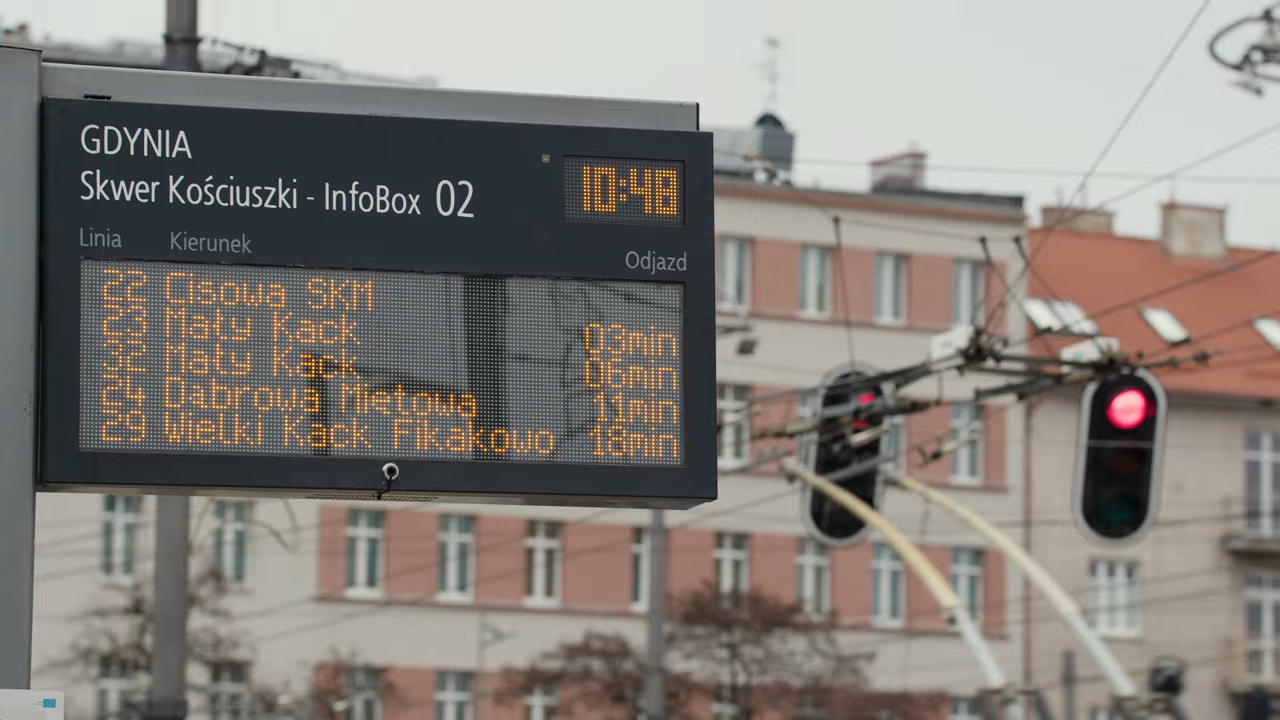 GDYNIA
Skwer Kościuszki - InfoBox 02
10:48
Linia Kierunek Odjazd
22 Cisowa SKM
23 Mały Kack 03min
32 Mały Kack 06min
24 Dąbrowa Miętowa 11min
29 Wielki Kack Fikakowo 18min